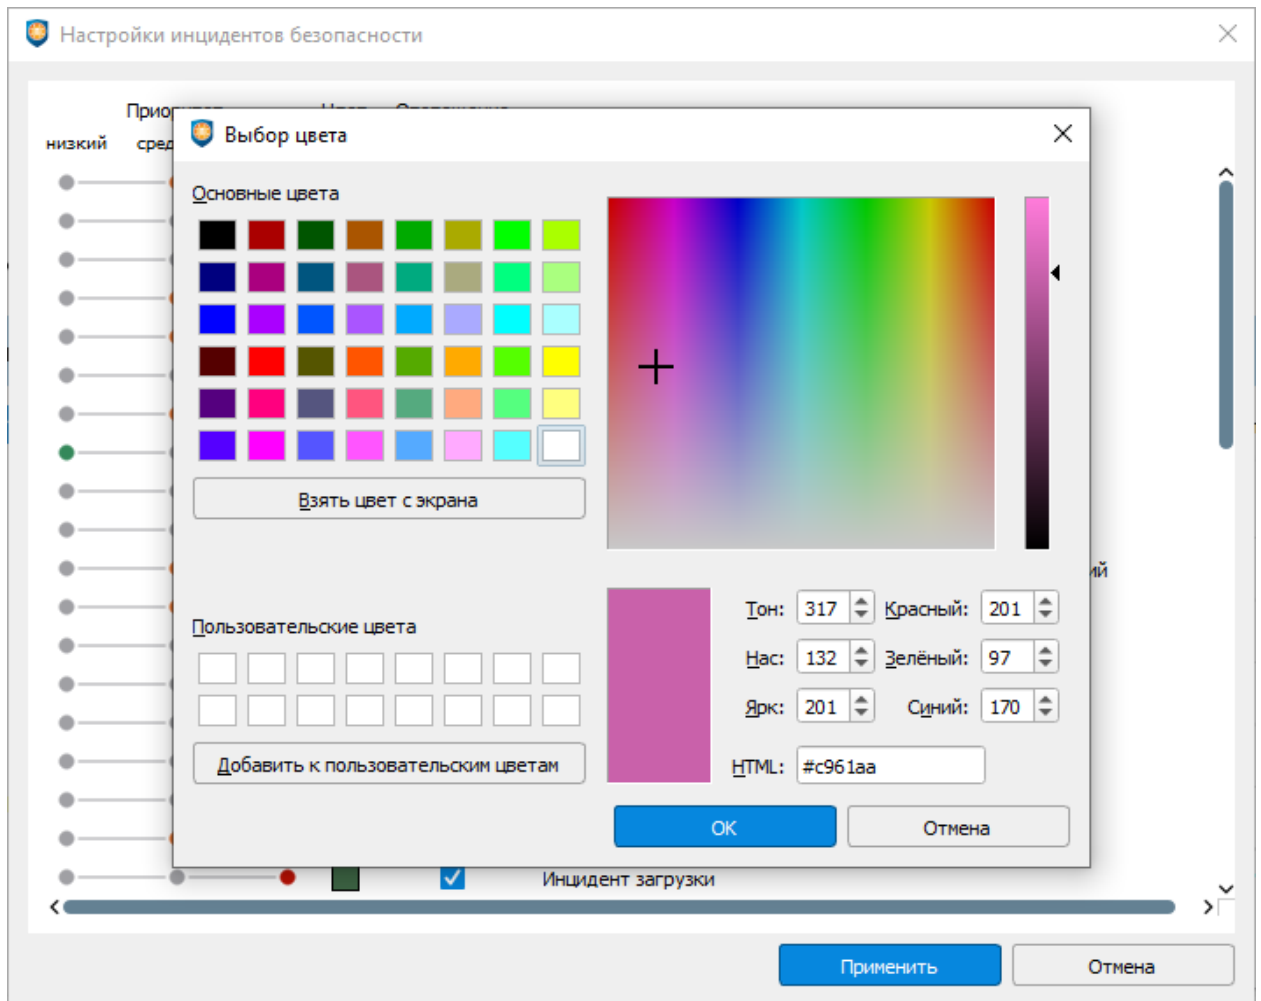 Настройки инцидентов безопасности
низкий
Выбор цвета
Основные цвета
Взять цвет с экрана
Пользовательские цвета
Добавить к пользовательским цветам
Тон: 317 Красный: 201
Нас: 132 Зелёный: 97
Ярк: 201 Синий: 170
HTML: #c961aa
OK Отмена
Инцидент загрузки
Применить Отмена